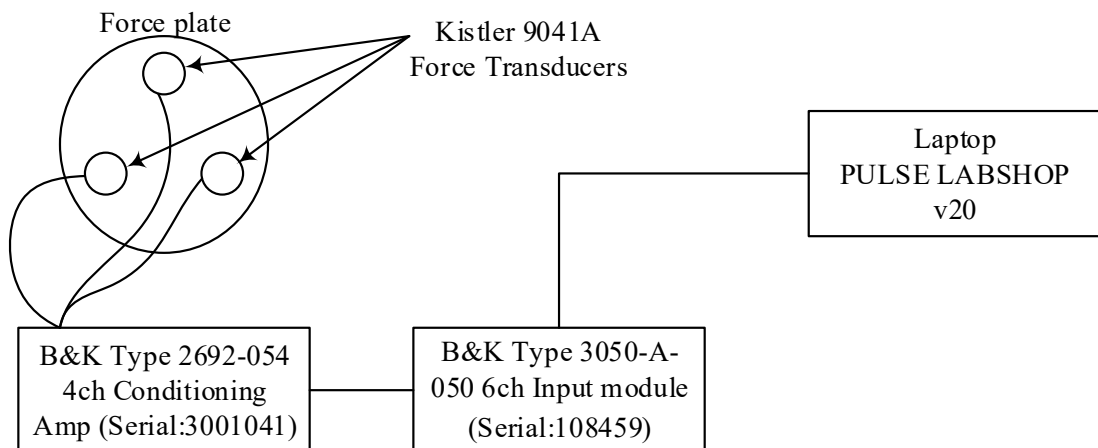 Force plate
Kistler 9041A
Force Transducers
Laptop
PULSE LABSHOP
v20
B&K Type 2692-054
4ch Conditioning
Amp (Serial:3001041)
B&K Type 3050-A-
050 6ch Input module
(Serial:108459)